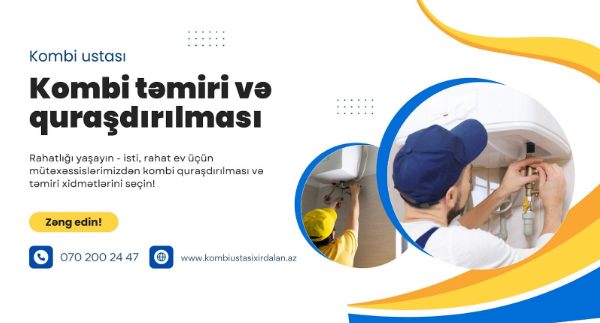 Kombi ustası
Kombi təmiri və
quraşdırılması
Rahatlığı yaşayın - isti, rahat ev üçün
mütəxəssislərimizdən kombi quraşdırılması və
təmiri xidmətlərini seçin!
Zəng edin!
070 200 24 47
www.kombiustasixirdalan.az